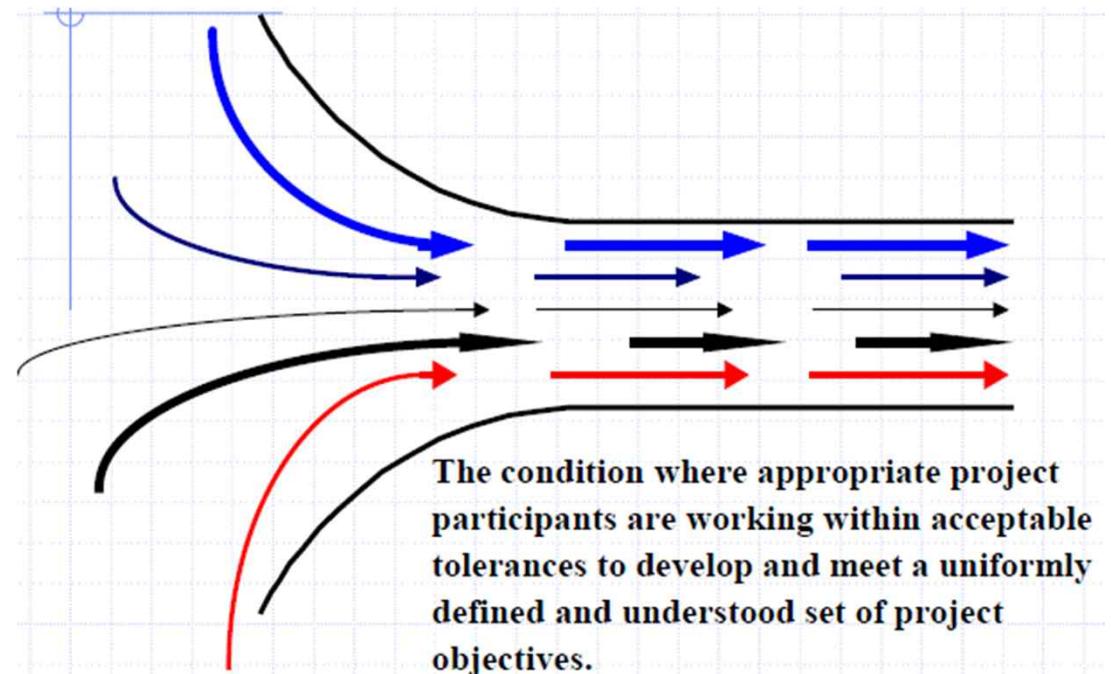 The condition where appropriate project
participants are working within acceptable
tolerances to develop and meet a uniformly
defined and understood set of project
objectives.